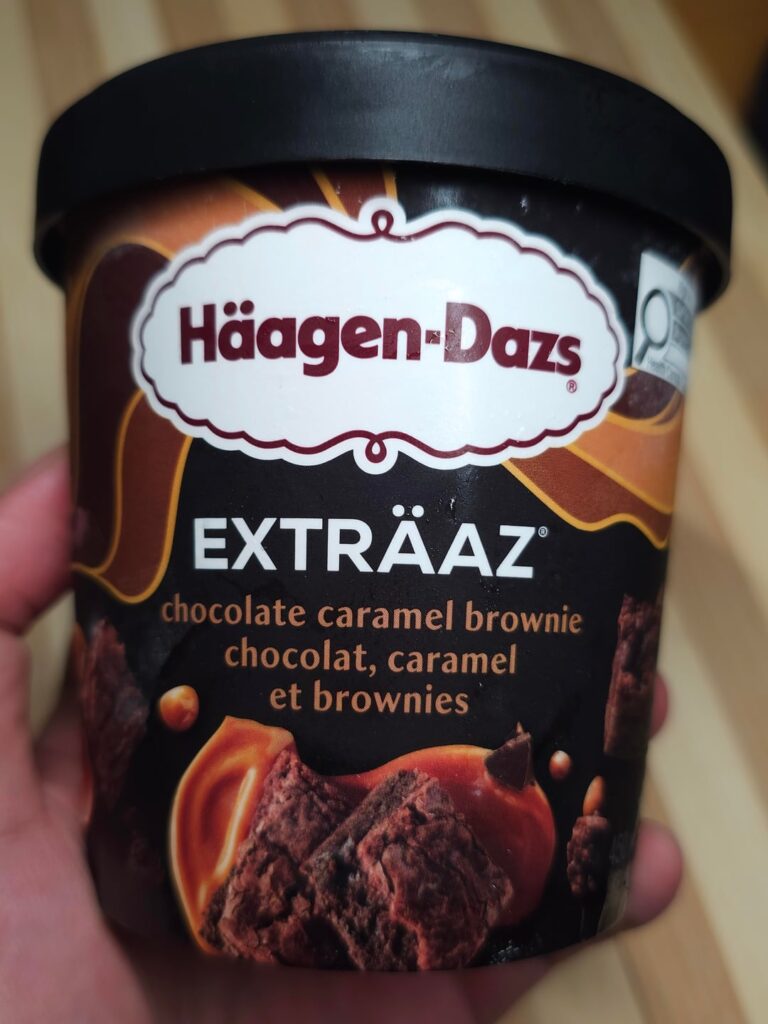 Häagen-Dazs®
EXTRÄAZ®
chocolate caramel brownie
chocolat, caramel
et brownies